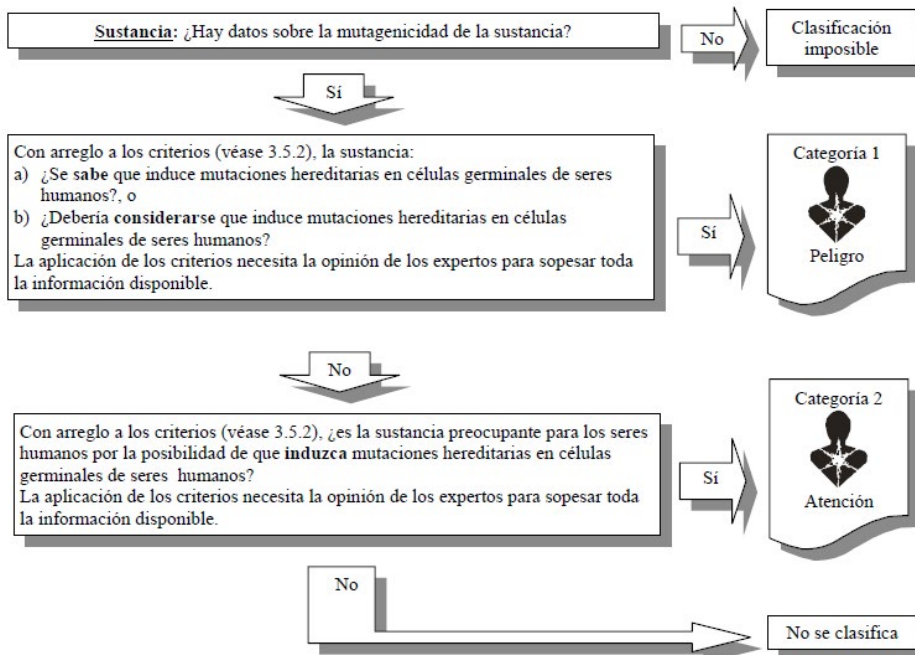 Sustancia: ¿Hay datos sobre la mutagenicidad de la sustancia?
No
Clasificación
imposible
Sí
Con arreglo a los criterios (véase 3.5.2), la sustancia:
a) ¿Se sabe que induce mutaciones hereditarias en células germinales de seres
humanos?, o
b) ¿Debería considerarse que induce mutaciones hereditarias en células
germinales de seres humanos?
La aplicación de los criterios necesita la opinión de los expertos para sopesar toda
la información disponible.
Sí
Categoría 1
Peligro
No
Con arreglo a los criterios (véase 3.5.2), ¿es la sustancia preocupante para los seres
humanos por la posibilidad de que induzca mutaciones hereditarias en células
germinales de seres humanos?
La aplicación de los criterios necesita la opinión de los expertos para sopesar toda
la información disponible.
Sí
Categoría 2
Atención
No
No se clasifica